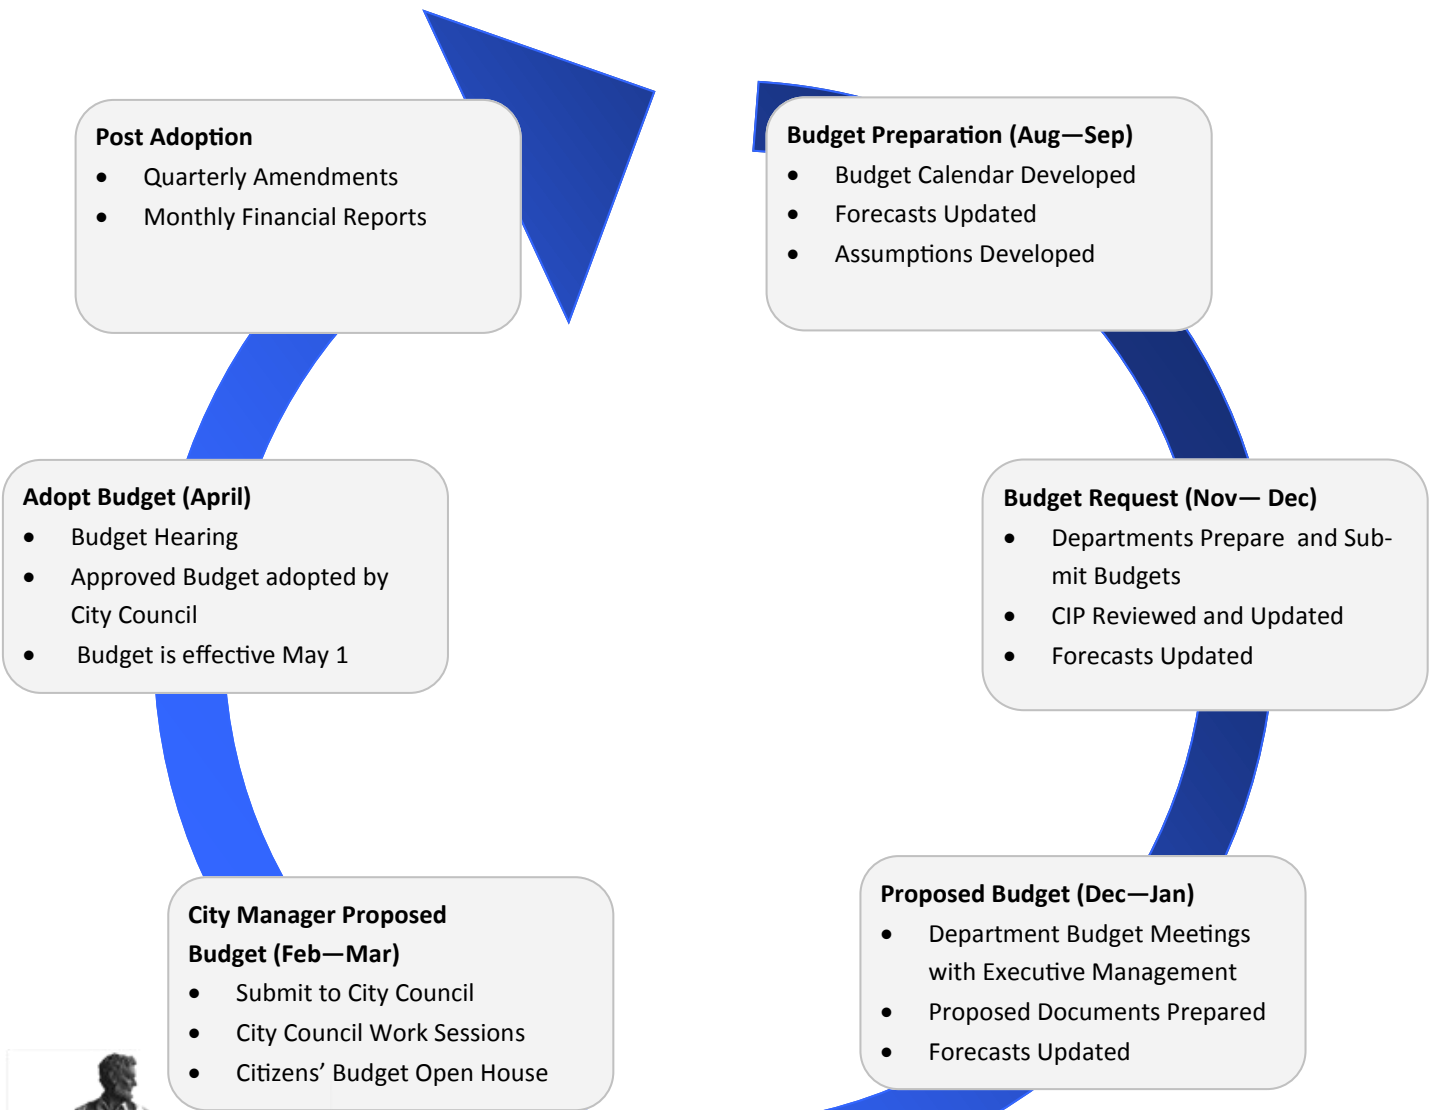 Post Adoption
• Quarterly Amendments
• Monthly Financial Reports
Budget Preparation (Aug—Sep)
• Budget Calendar Developed
• Forecasts Updated
• Assumptions Developed
Budget Request (Nov— Dec)
• Departments Prepare  and Sub-
mit Budgets
• CIP Reviewed and Updated
• Forecasts Updated
Proposed Budget (Dec—Jan)
• Department Budget Meetings
with Executive Management
• Proposed Documents Prepared
• Forecasts Updated
City Manager Proposed
Budget (Feb—Mar)
• Submit to City Council
• City Council Work Sessions
• Citizens’ Budget Open House
Adopt Budget (April)
• Budget Hearing
• Approved Budget adopted by
City Council
• Budget is effective May 1